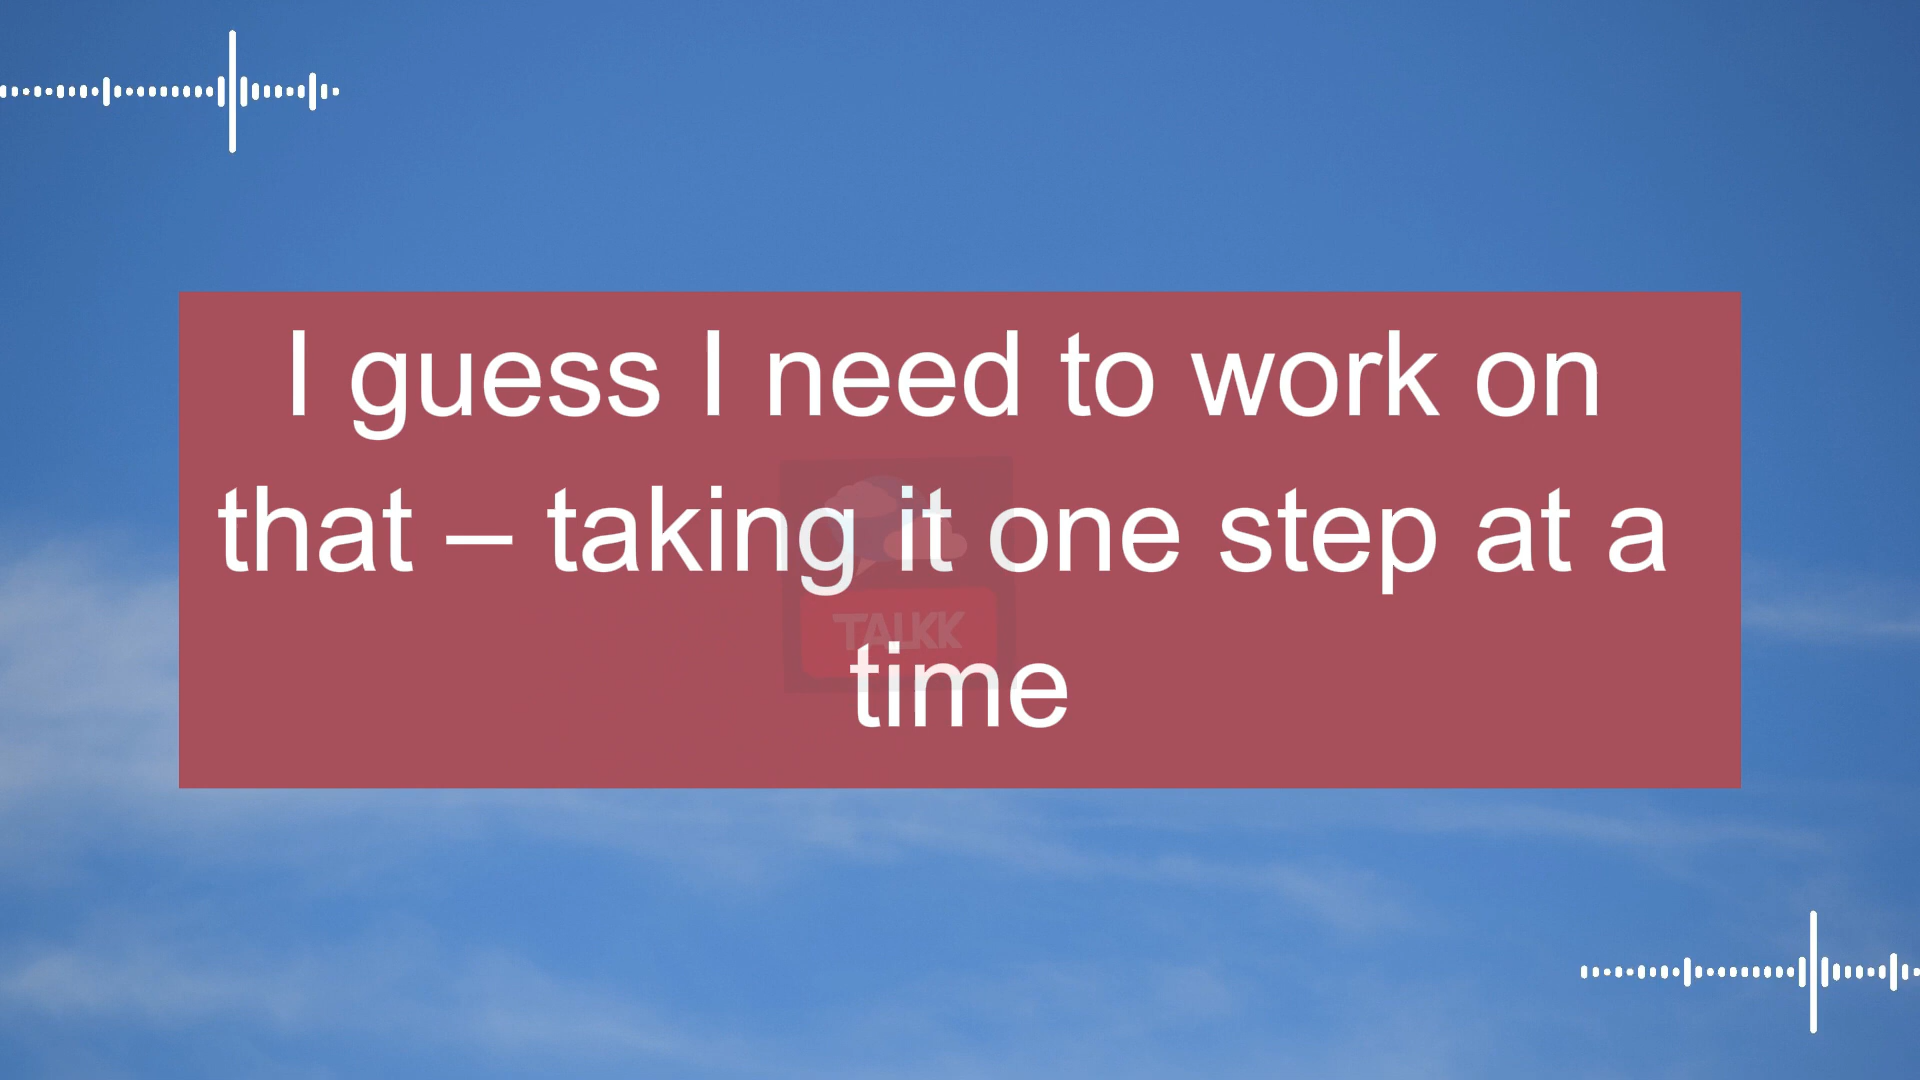 I guess I need to work on
that – taking it one step at a
TALKK
time